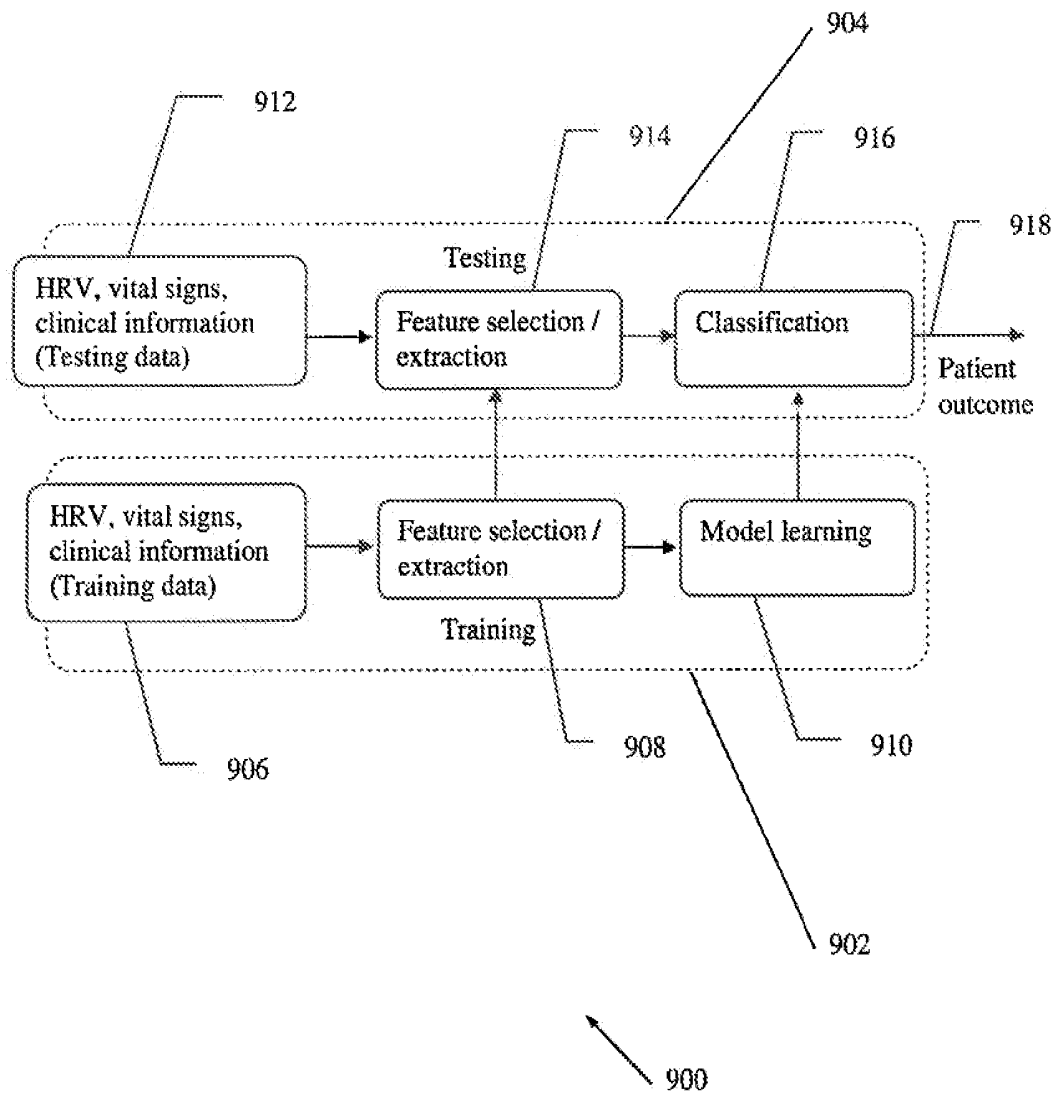 904
912
914
916
918
Testing
HRV, vital signs,
clinical information
(Testing data)
Feature selection /
extraction
Classification
Patient
outcome
HRV, vital signs,
clinical information
(Training data)
Feature selection /
extraction
Model learning
Training
906
908
910
902
900